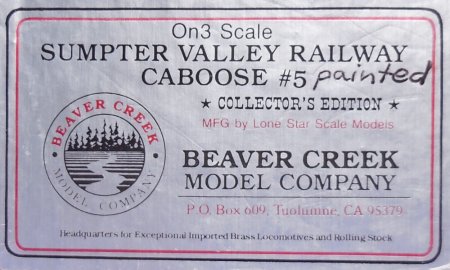 On3 Scale
SUMPTER VALLEY RAILWAY
CABOOSE #5 painted
★ COLLECTOR'S EDITION ★
MFG by Lone Star Scale Models
BEAVER CREEK
MODEL COMPANY
BEAVER CREEK
MODEL COMPANY
P.O. Box 609, Tuolumne, CA 95379
Headquarters for Exceptional Imported Brass Locomotives and Rolling Stock